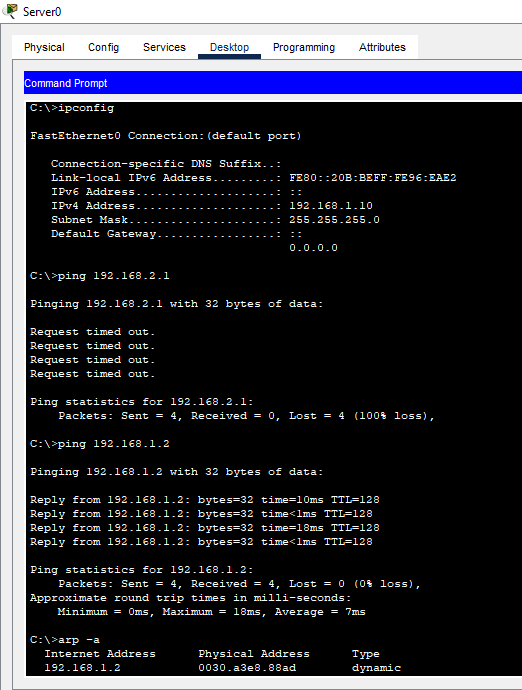 Server0
Physical Config Services Desktop Programming Attributes
Command Prompt
C:\>ipconfig
FastEthernet0 Connection:(default port)
Connection-specific DNS Suffix..:
Link-local IPv6 Address.........: FE80::20B:BEFF:FE96:EAE2
IPv6 Address....................: ::
IPv4 Address....................: 192.168.1.10
Subnet Mask.....................: 255.255.255.0
Default Gateway.................: ::
0.0.0.0
C:\>ping 192.168.2.1
Pinging 192.168.2.1 with 32 bytes of data:
Request timed out.
Request timed out.
Request timed out.
Request timed out.
Ping statistics for 192.168.2.1:
Packets: Sent = 4, Received = 0, Lost = 4 (100% loss),
C:\>ping 192.168.1.2
Pinging 192.168.1.2 with 32 bytes of data:
Reply from 192.168.1.2: bytes=32 time=10ms TTL=128
Reply from 192.168.1.2: bytes=32 time<1ms TTL=128
Reply from 192.168.1.2: bytes=32 time=18ms TTL=128
Reply from 192.168.1.2: bytes=32 time<1ms TTL=128
Ping statistics for 192.168.1.2:
Packets: Sent = 4, Received = 4, Lost = 0 (0% loss),
Approximate round trip times in milli-seconds:
Minimum = 0ms, Maximum = 18ms, Average = 7ms
C:\>arp -a
Internet Address Physical Address Type
192.168.1.2 0030.a3e8.88ad dynamic